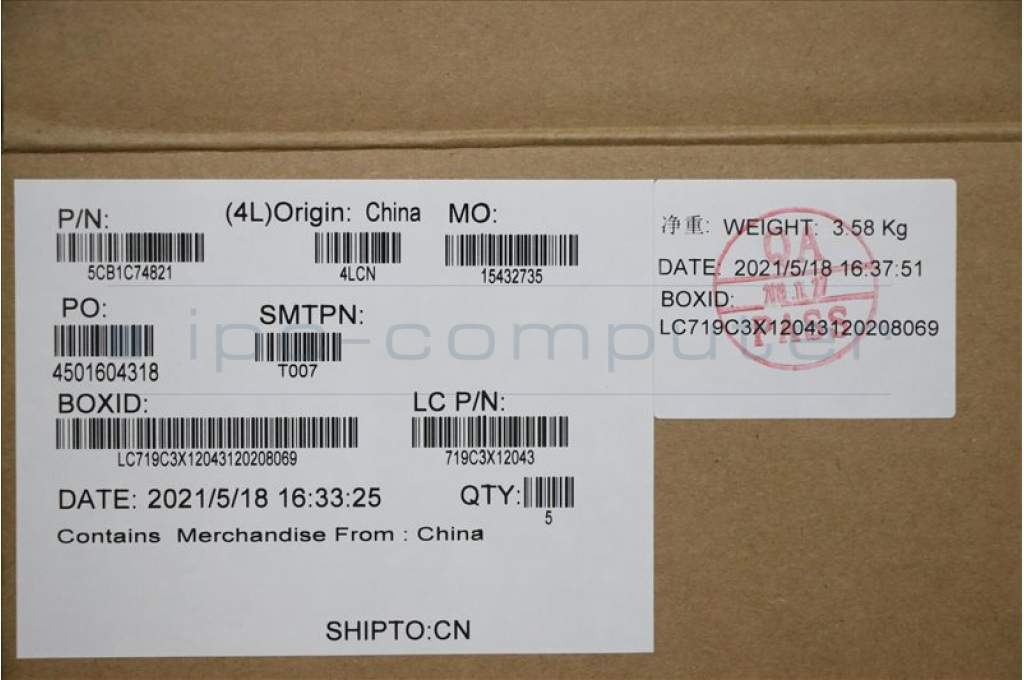 P/N: (4L)Origin: China MO:
5CB1C74821 4LCN 15432735
PO: SMTPN:
4501604318 T007
BOXID: LC P/N:
LC719C3X12043120208069 719C3X12043
DATE: 2021/5/18 16:33:25 QTY:
5
Contains Merchandise From : China
SHIPTO:CN
净重: WEIGHT: 3.58 Kg
DATE: 2021/5/18 16:37:51
BOXID:
LC719C3X12043120208069
QA
PASS
ipc-computer